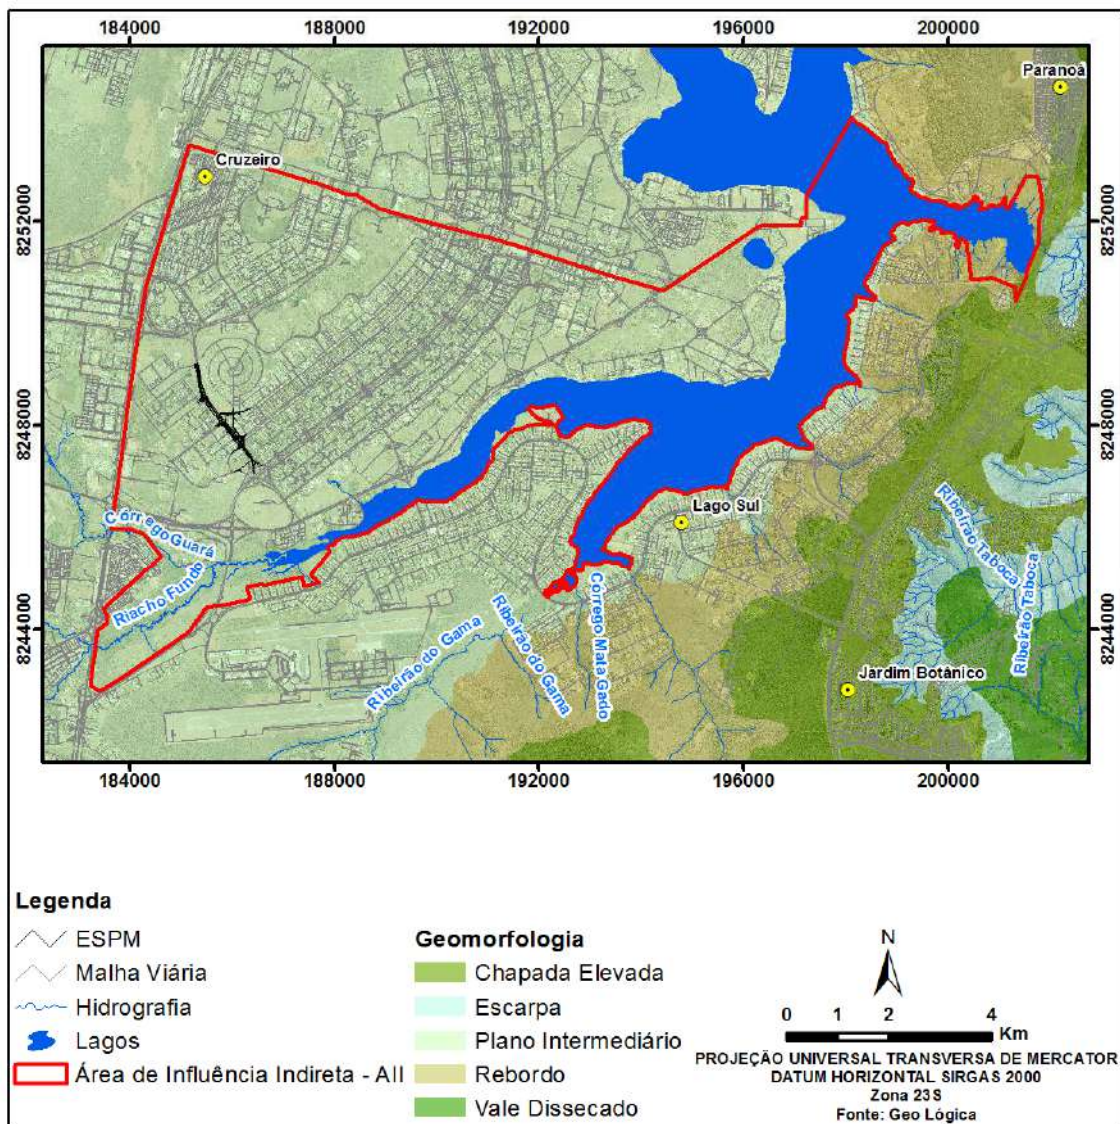 184000 188000 192000 196000 200000
Paranoá
Cruzeiro
8252000
8252000
8248000
8248000
Córrego Guará
Lago Sul
Riacho Fundo
Ribeirão do Gama
Ribeirão do Gama
Córrego Mata Gado
Ribeirão Taboca
Ribeirão Taboca
8244000
8244000
Jardim Botânico
184000 188000 192000 196000 200000
Legenda
ESPM
Malha Viária
Hidrografia
Lagos
Área de Influência Indireta - AII
Geomorfologia
Chapada Elevada
Escarpa
Plano Intermediário
Rebordo
Vale Dissecado
N
0 1 2 4
Km
PROJEÇÃO UNIVERSAL TRANSVERSA DE MERCATOR
DATUM HORIZONTAL SIRGAS 2000
Zona 23S
Fonte: Geo Lógica